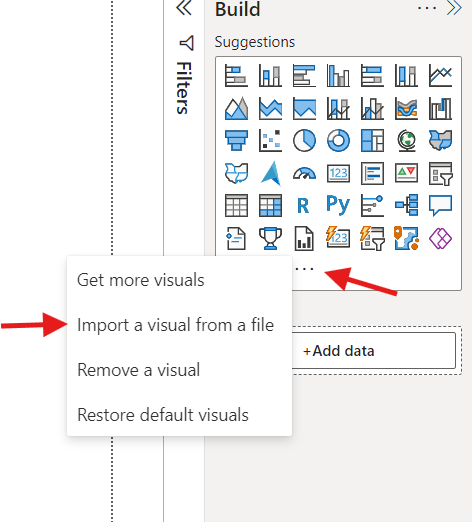 Build
Suggestions
Filters
123
R
Py
123
Get more visuals
Import a visual from a file
Remove a visual
Restore default visuals
+Add data